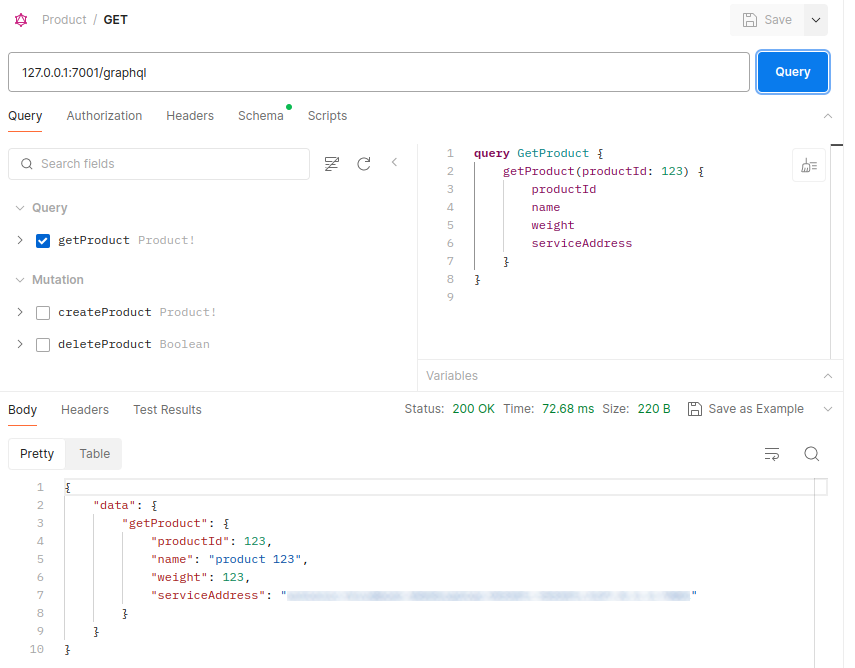 Product / GET
Save
127.0.0.1:7001/graphql
Query
Query Authorization Headers Schema Scripts
Search fields
Query
getProduct Product!
Mutation
createProduct Product!
deleteProduct Boolean
1 query GetProduct {
2 getProduct(productId: 123) {
3 productId
4 name
5 weight
6 serviceAddress
7 }
8 }
9
Variables
Body Headers Test Results Status: 200 OK Time: 72.68 ms Size: 220 B Save as Example
Pretty Table
1 {
2 "data": {
3 "getProduct": {
4 "productId": 123,
5 "name": "product 123",
6 "weight": 123,
7 "serviceAddress": " "
8 }
9 }
10 }